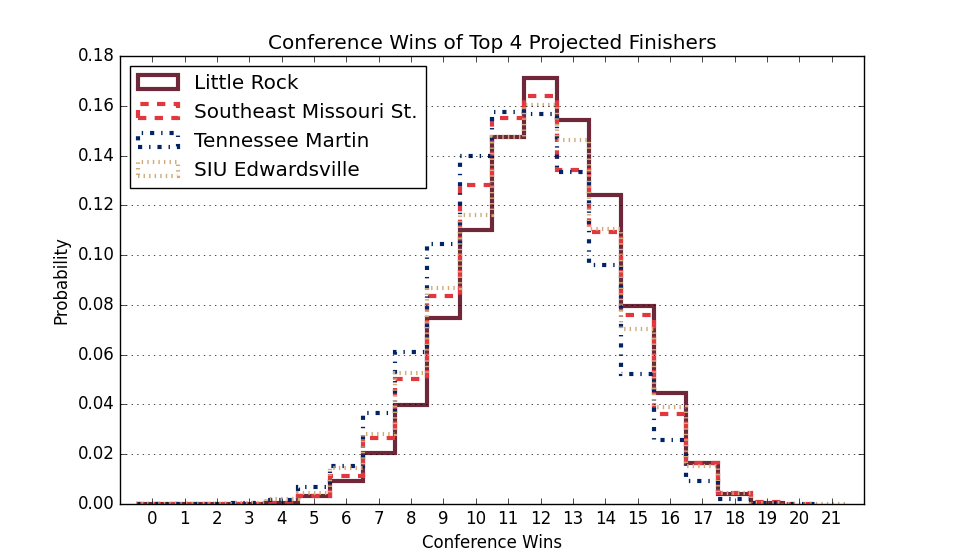 Conference Wins of Top 4 Projected Finishers
Little Rock
Southeast Missouri St.
Tennessee Martin
SIU Edwardsville
Probability
0.18
0.16
0.14
0.12
0.10
0.08
0.06
0.04
0.02
0.00
0 1 2 3 4 5 6 7 8 9 10 11 12 13 14 15 16 17 18 19 20 21
Conference Wins